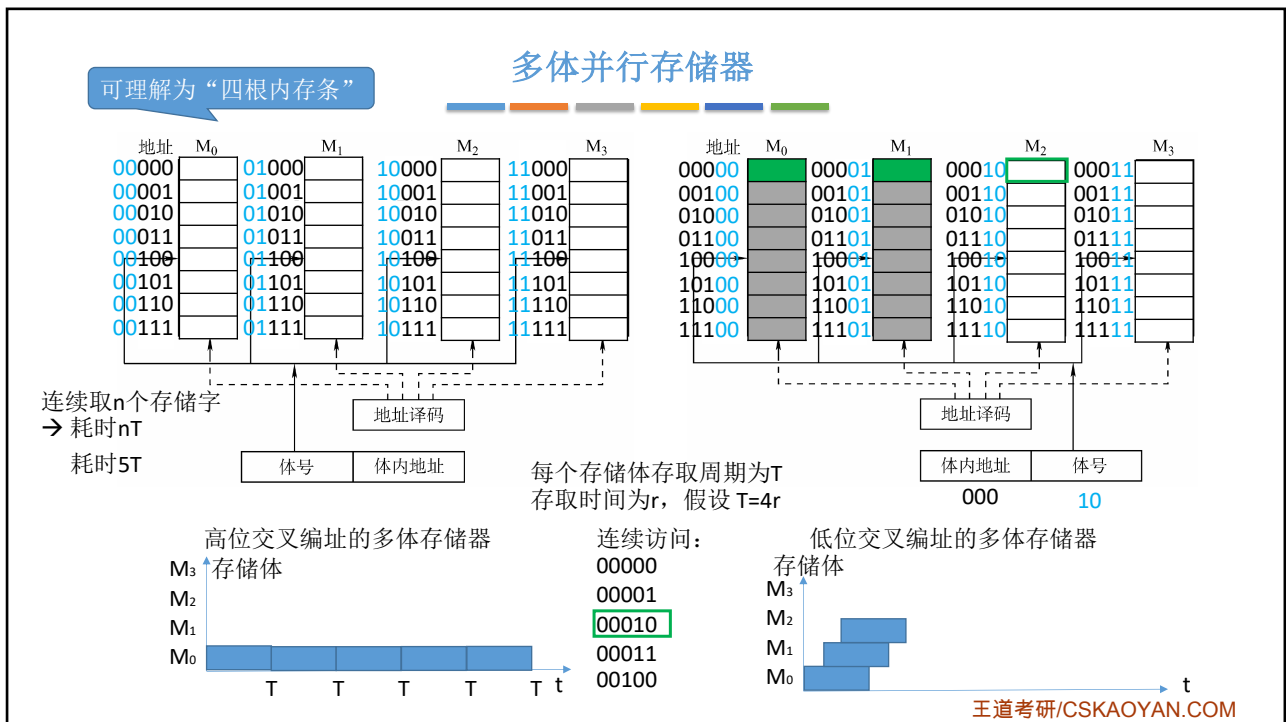 多体并行存储器
可理解为“四根内存条”
地址 M0 M1 M2 M3
00000 01000 10000 11000
00001 01001 10001 11001
00010 01010 10010 11010
00011 01011 10011 11011
00100 01100 10100 11100
00101 01101 10101 11101
00110 01110 10110 11110
00111 01111 10111 11111
地址译码
体号 体内地址
连续取n个存储字
→ 耗时nT
耗时5T
地址 M0 M1 M2 M3
00000 00001 00010 00011
00100 00101 00110 00111
01000 01001 01010 01011
01100 01101 01110 01111
10000 10001 10010 10011
10100 10101 10110 10111
11000 11001 11010 11011
11100 11101 11110 11111
地址译码
体内地址 体号
000 10
每个存储体存取周期为T
存取时间为r，假设 T=4r
高位交叉编址的多体存储器
存储体
M3
M2
M1
M0
T T T T T t
连续访问：
00000
00001
00010
00011
00100
低位交叉编址的多体存储器
存储体
M3
M2
M1
M0
t
王道考研/CSKAOYAN.COM